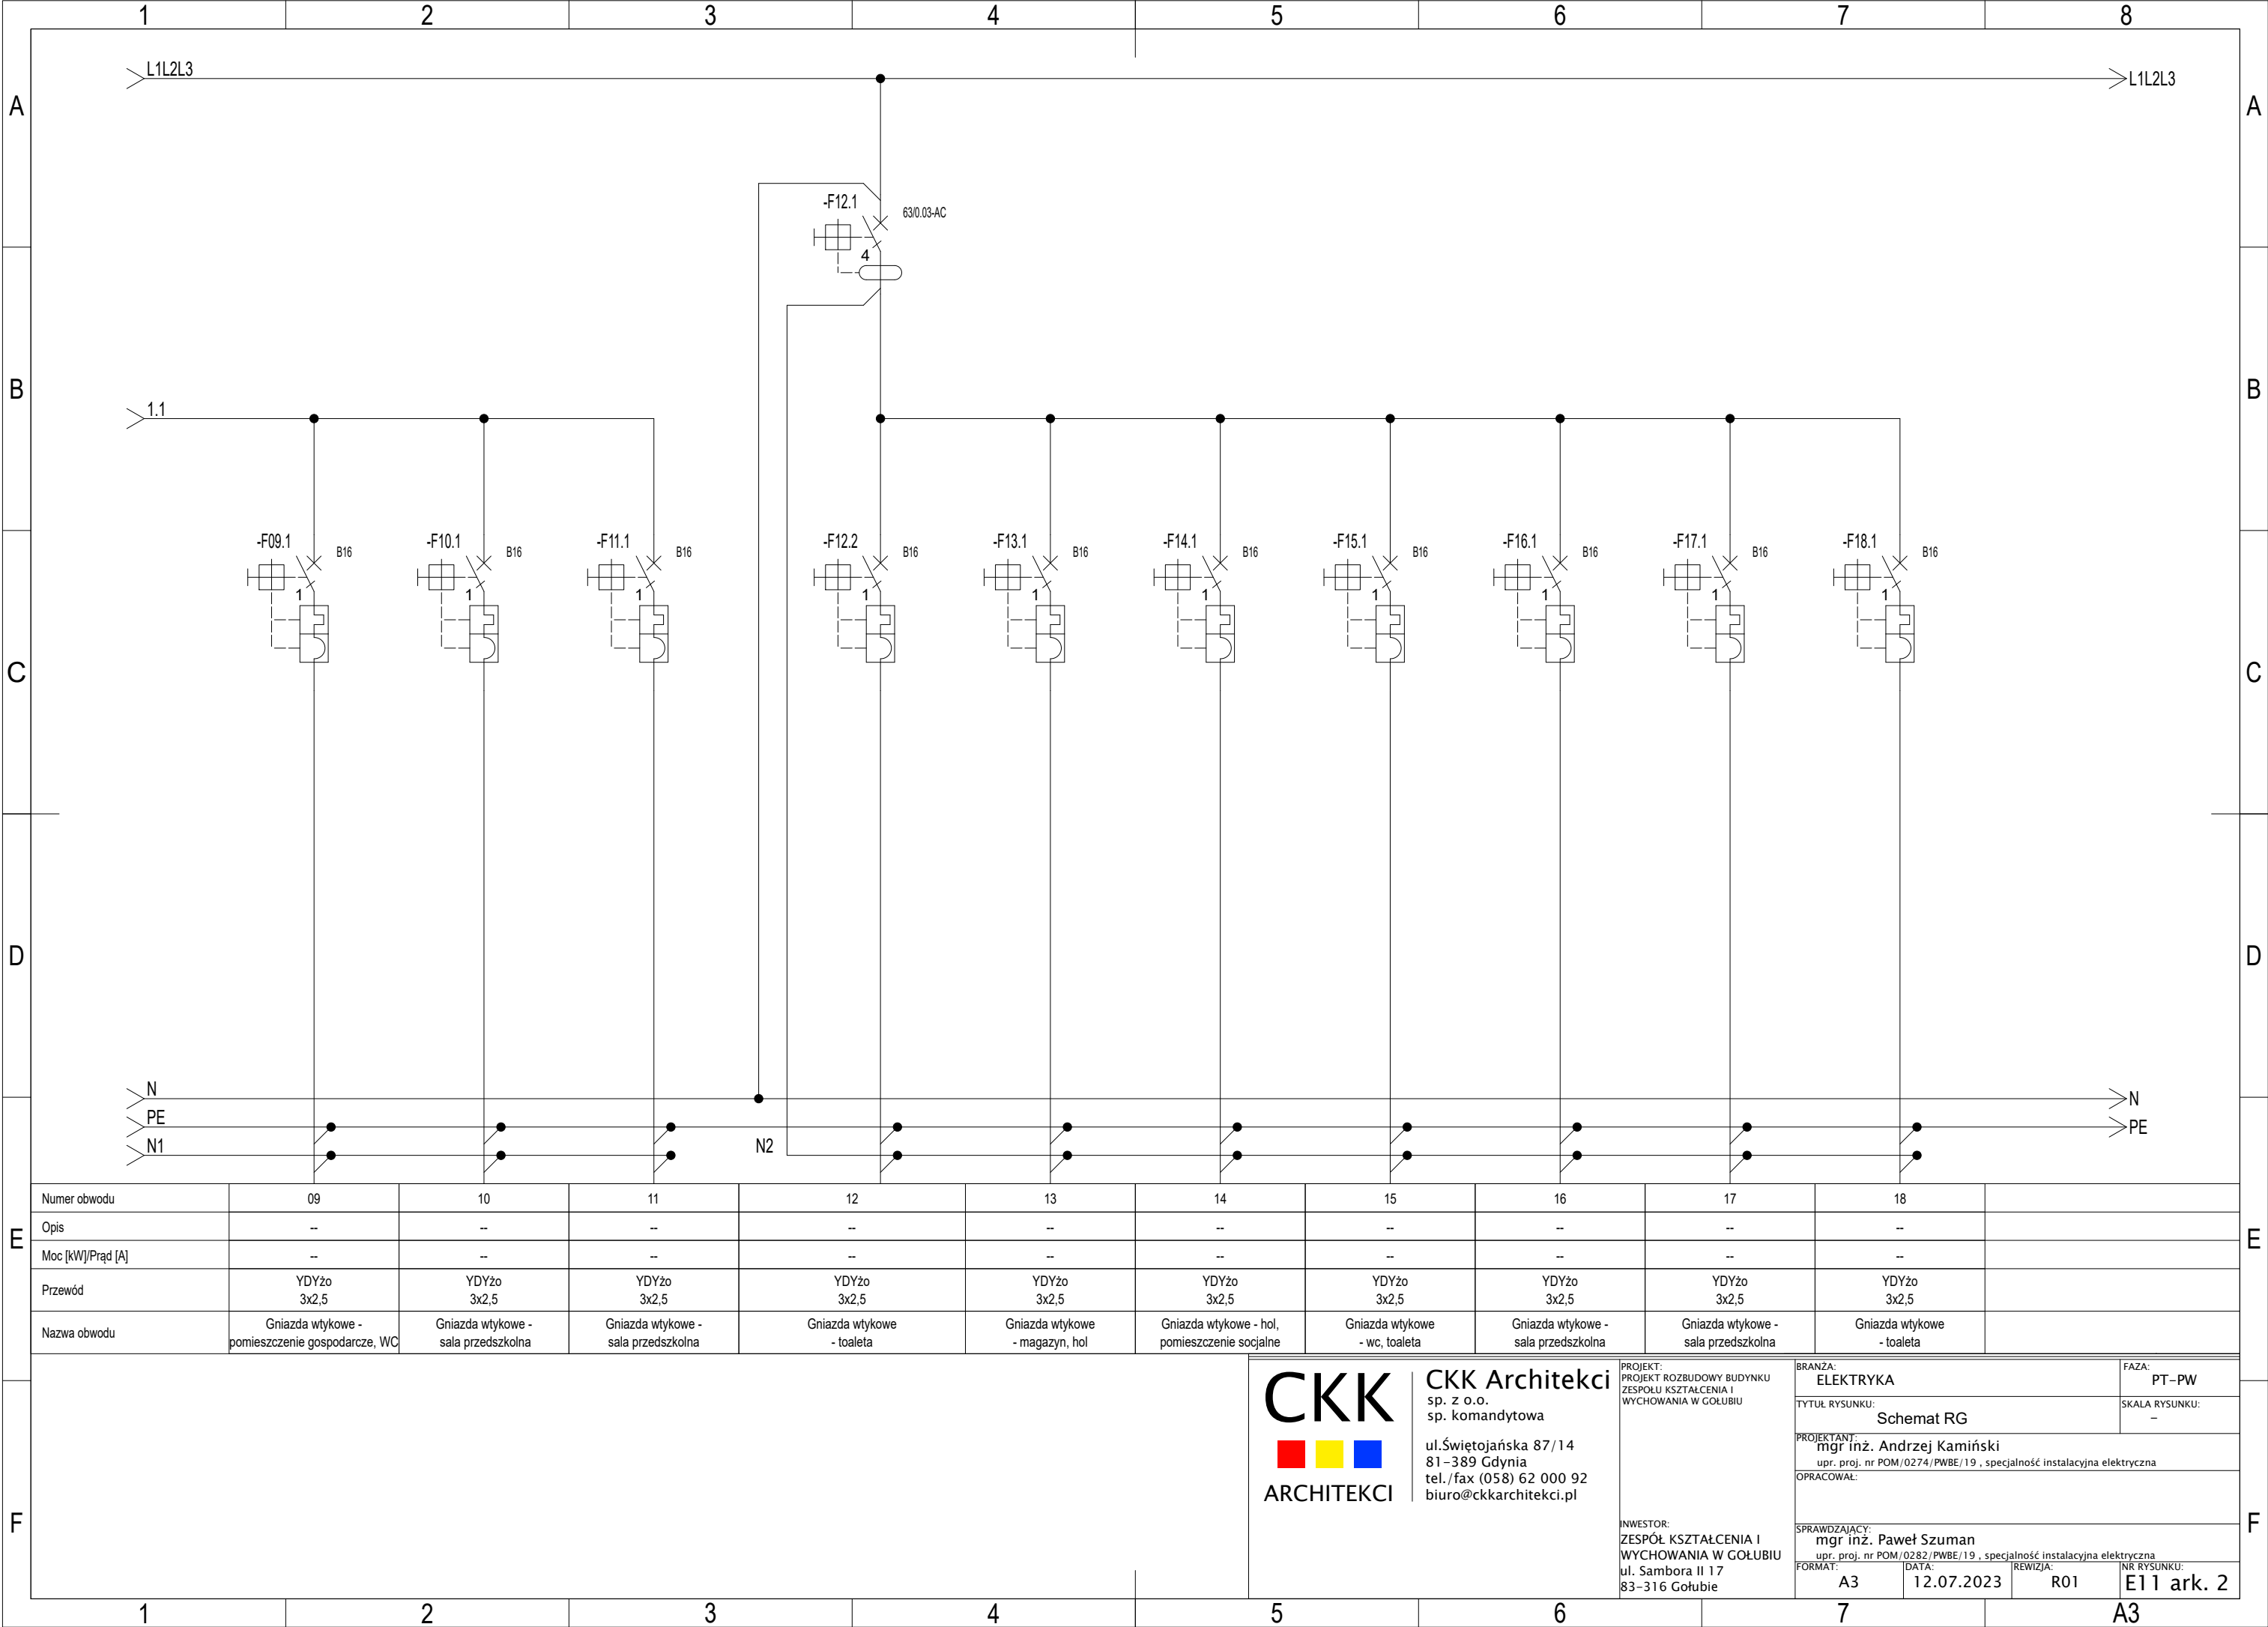 1 2 3 4 5 6 7 8
L1L2L3 L1L2L3
A A
-F12.1 63/0.03-AC
4
B B
1.1
-F09.1 B16 -F10.1 B16 -F11.1 B16 -F12.2 B16 -F13.1 B16 -F14.1 B16 -F15.1 B16 -F16.1 B16 -F17.1 B16 -F18.1 B16
1 1 1 1 1 1 1 1 1 1
C C
D D
N N
PE PE
N1 N2
Numer obwodu 09 10 11 12 13 14 15 16 17 18
E E
Opis -- -- -- -- -- -- -- -- -- --
Moc [kW]/Prąd [A] -- -- -- -- -- -- -- -- -- --
Przewód YDYżo YDYżo YDYżo YDYżo YDYżo YDYżo YDYżo YDYżo YDYżo YDYżo
3x2,5 3x2,5 3x2,5 3x2,5 3x2,5 3x2,5 3x2,5 3x2,5 3x2,5 3x2,5
Nazwa obwodu
Gniazda wtykowe -
pomieszczenie gospodarcze, WC
Gniazda wtykowe -
sala przedszkolna
Gniazda wtykowe -
sala przedszkolna
Gniazda wtykowe
- toaleta
Gniazda wtykowe
- magazyn, hol
Gniazda wtykowe - hol,
pomieszczenie socjalne
Gniazda wtykowe
- wc, toaleta
Gniazda wtykowe -
sala przedszkolna
Gniazda wtykowe -
sala przedszkolna
Gniazda wtykowe
- toaleta
F F
CKK
ARCHITEKCI
CKK Architekci
sp. z o.o.
sp. komandytowa
ul.Świętojańska 87/14
81-389 Gdynia
tel./fax (058) 62 000 92
biuro@ckkarchitekci.pl
PROJEKT:
PROJEKT ROZBUDOWY BUDYNKU
ZESPOŁU KSZTAŁCENIA I
WYCHOWANIA W GOŁUBIU
INWESTOR:
ZESPÓŁ KSZTAŁCENIA I
WYCHOWANIA W GOŁUBIU
ul. Sambora II 17
83-316 Gołubie
BRANŻA:
ELEKTRYKA
FAZA:
PT-PW
TYTUŁ RYSUNKU:
Schemat RG
SKALA RYSUNKU:
-
PROJEKTANT:
mgr inż. Andrzej Kamiński
upr. proj. nr POM/0274/PWBE/19 , specjalność instalacyjna elektryczna
OPRACOWAŁ:
SPRAWDZAJĄCY:
mgr inż. Paweł Szuman
upr. proj. nr POM/0282/PWBE/19 , specjalność instalacyjna elektryczna
FORMAT:
A3
DATA:
12.07.2023
REWIZJA:
R01
NR RYSUNKU:
E11 ark. 2
1 2 3 4 5 6 7 A3